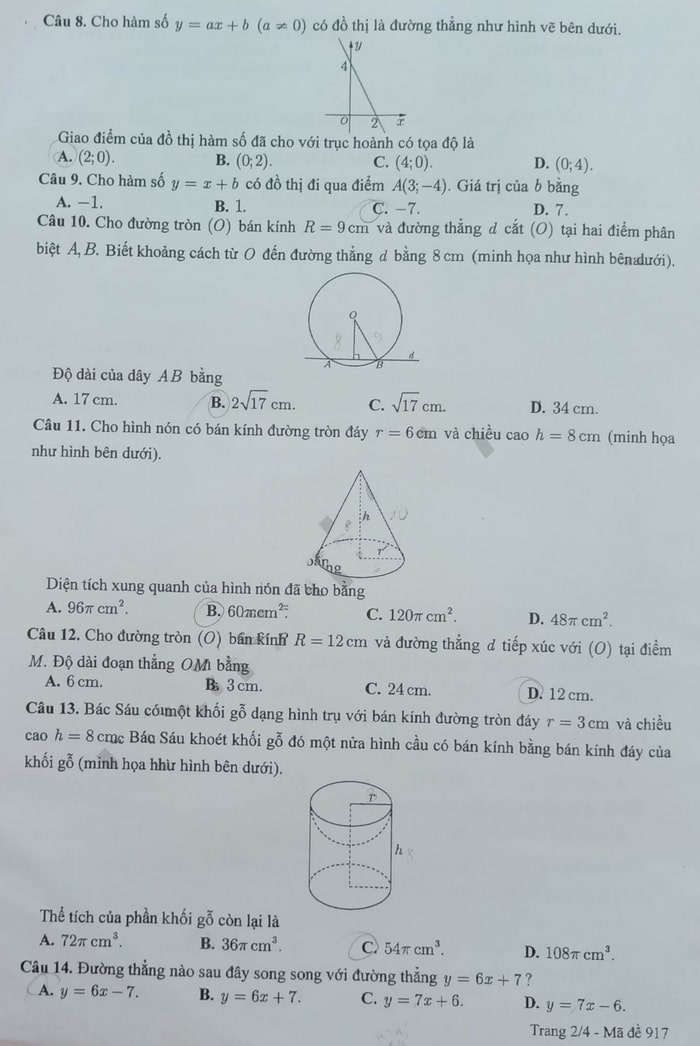 Câu 8. Cho hàm số y = ax + b (a ≠ 0) có đồ thị là đường thẳng như hình vẽ bên dưới.
y
4
O 2 x
Giao điểm của đồ thị hàm số đã cho với trục hoành có tọa độ là
A. (2;0). B. (0;2). C. (4;0). D. (0;4).
Câu 9. Cho hàm số y = x + b có đồ thị đi qua điểm A(3;−4). Giá trị của b bằng
A. −1. B. 1. C. −7. D. 7.
Câu 10. Cho đường tròn (O) bán kính R = 9 cm và đường thẳng d cắt (O) tại hai điểm phân
biệt A, B. Biết khoảng cách từ O đến đường thẳng d bằng 8 cm (minh họa như hình bên dưới).
O
8 9
A B d
Độ dài của dây AB bằng
A. 17 cm. B. 2√17 cm. C. √17 cm. D. 34 cm.
Câu 11. Cho hình nón có bán kính đường tròn đáy r = 6 cm và chiều cao h = 8 cm (minh họa
như hình bên dưới).
h 10
r
Diện tích xung quanh của hình nón đã cho bằng
A. 96π cm². B. 60π cm². C. 120π cm². D. 48π cm².
Câu 12. Cho đường tròn (O) bán kính R = 12 cm và đường thẳng d tiếp xúc với (O) tại điểm
M. Độ dài đoạn thẳng OM bằng
A. 6 cm. B. 3 cm. C. 24 cm. D. 12 cm.
Câu 13. Bác Sáu có một khối gỗ dạng hình trụ với bán kính đường tròn đáy r = 3 cm và chiều
cao h = 8 cm. Bác Sáu khoét khối gỗ đó một nửa hình cầu có bán kính bằng bán kính đáy của
khối gỗ (minh họa như hình bên dưới).
r
h 8
Thể tích của phần khối gỗ còn lại là
A. 72π cm³. B. 36π cm³. C. 54π cm³. D. 108π cm³.
Câu 14. Đường thẳng nào sau đây song song với đường thẳng y = 6x + 7 ?
A. y = 6x − 7. B. y = 6x + 7. C. y = 7x + 6. D. y = 7x − 6.
Trang 2/4 - Mã đề 917